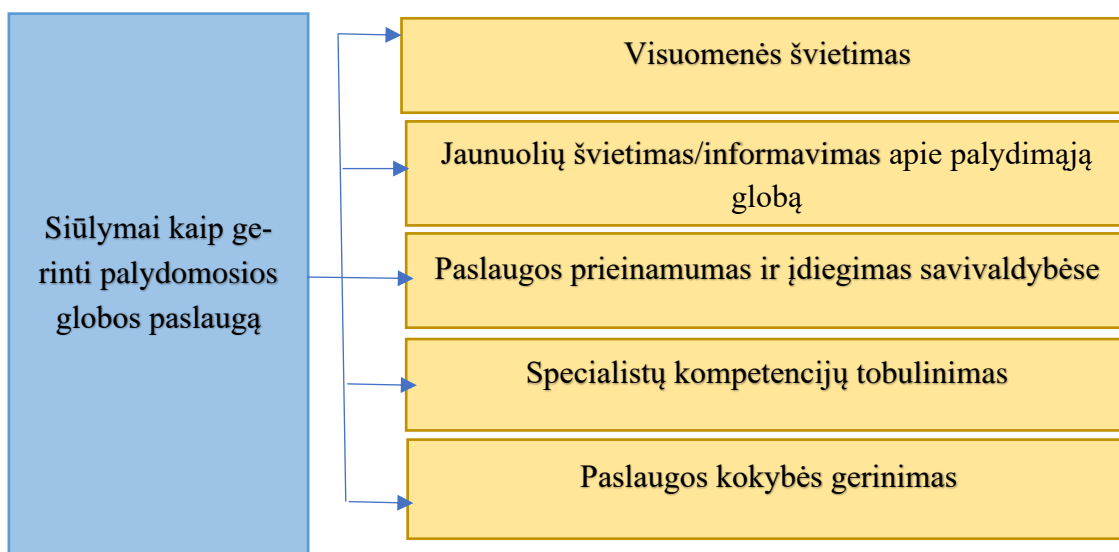 Siūlymai kaip ge-
rinti palydomosios
globos paslaugą
Visuomenės švietimas
Jaunuolių švietimas/informavimas apie palydimąją
globą
Paslaugos prieinamumas ir įdiegimas savivaldybėse
Specialistų kompetencijų tobulinimas
Paslaugos kokybės gerinimas